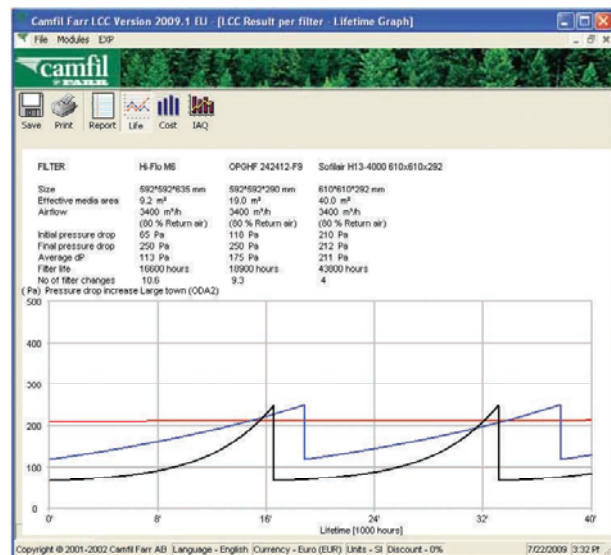 Camfil Farr LCC Version 2009.1 EU - [LCC Result per filter - Lifetime Graph]
File Modules EXP
camfil
FARR
Save Print Report Life Cost IAQ
FILTER Hi-Flo M6 OPGHF 242412-F9 Sofilair H13-4000 610x610x292
Size 592*592*635 mm 592*592*290 mm 610*610*292 mm
Effective media area 9.2 m² 19.0 m² 40.0 m²
Airflow 3400 m³/h 3400 m³/h 3400 m³/h
(80 % Return air) (80 % Return air) (80 % Return air)
Initial pressure drop 65 Pa 118 Pa 210 Pa
Final pressure drop 250 Pa 250 Pa 212 Pa
Average dP 113 Pa 175 Pa 211 Pa
Filter life 16600 hours 18900 hours 43800 hours
No of filter changes 10.6 9.3 4
(Pa) Pressure drop increase Large town (ODA2)
500
400
300
200
100
0
0' 8' 16' 24' 32' 40'
Lifetime [1000 hours]
Copyright © 2001-2002 Camfil Farr AB Language - English Currency - Euro (EUR) Units - SI Discount - 0% 7/22/2009 3:32